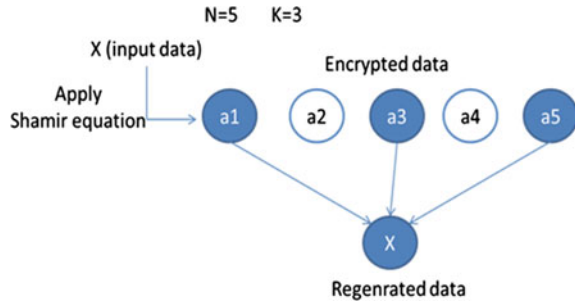 N=5 K=3
X (input data)
Encrypted data
Apply
Shamir equation
a1 a2 a3 a4 a5
X
Regenrated data